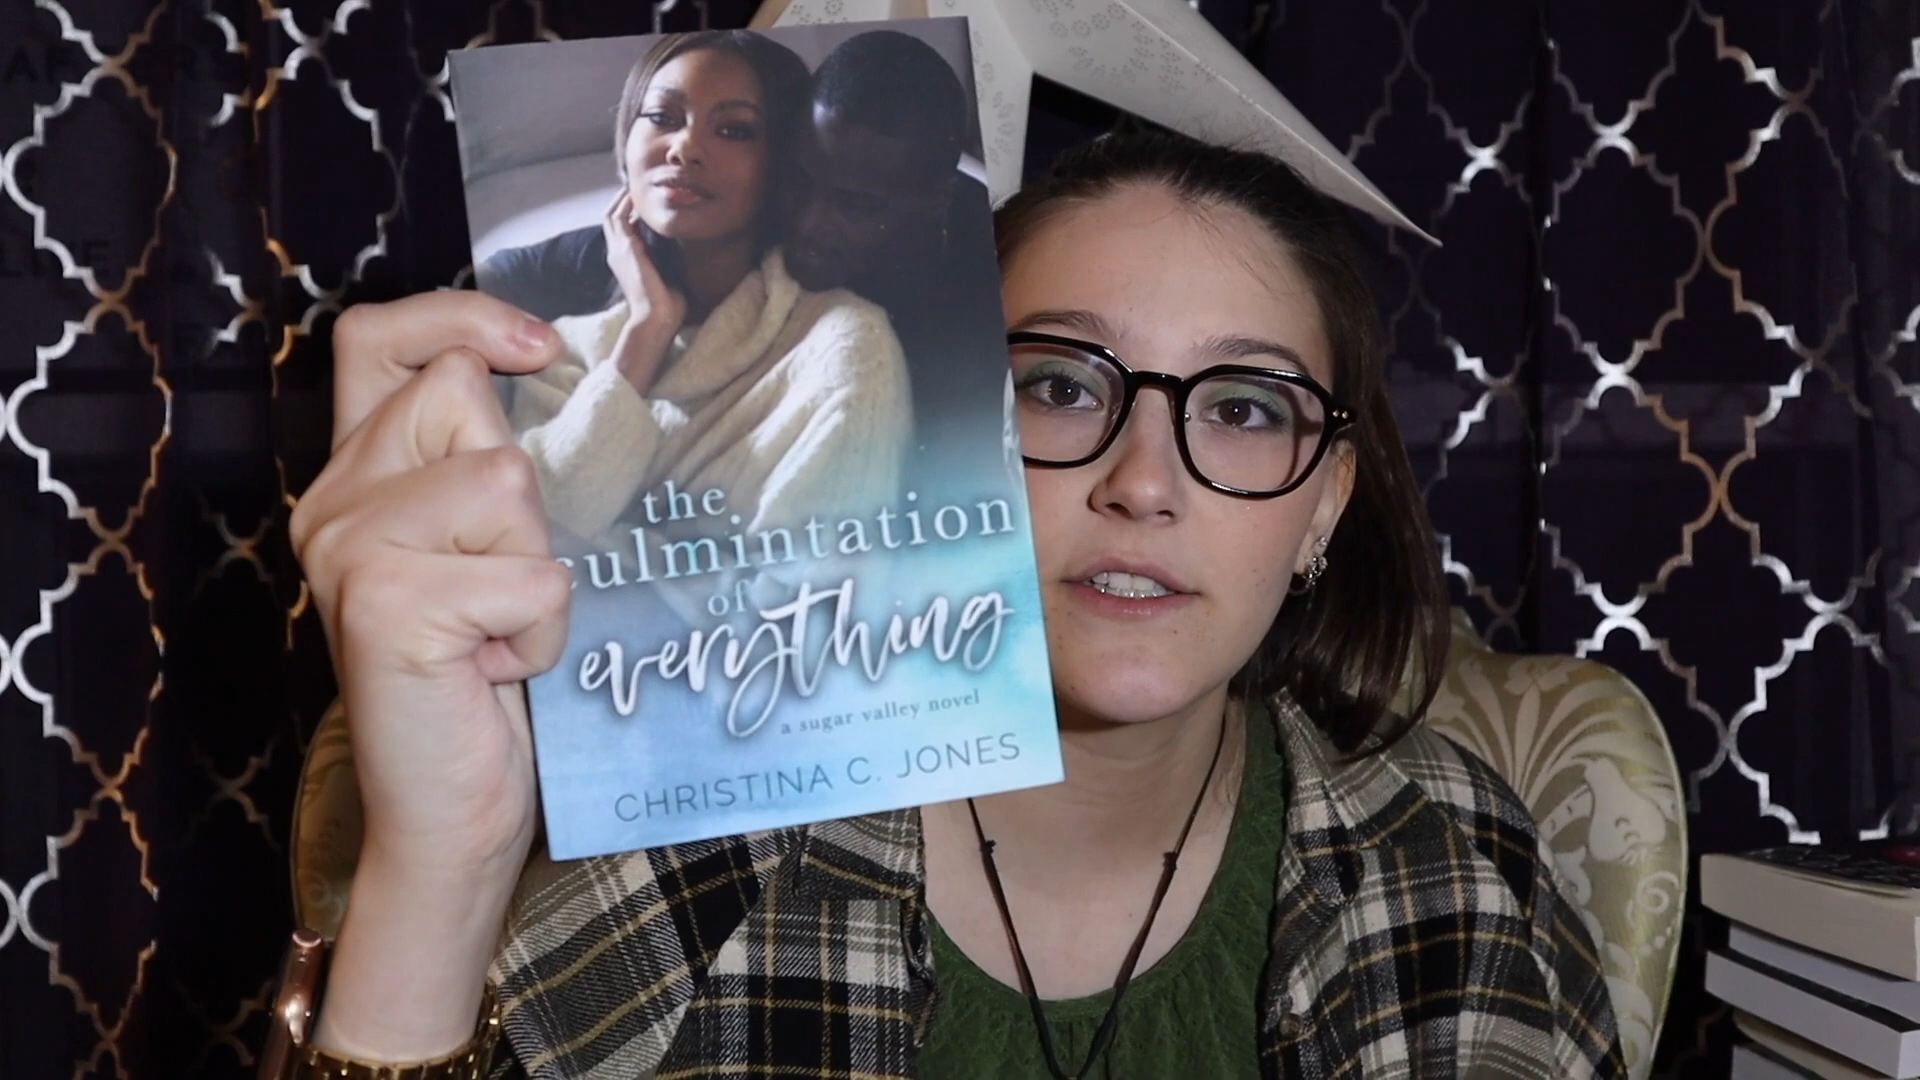 the
culmintation
of
everything
a sugar valley novel
CHRISTINA C. JONES